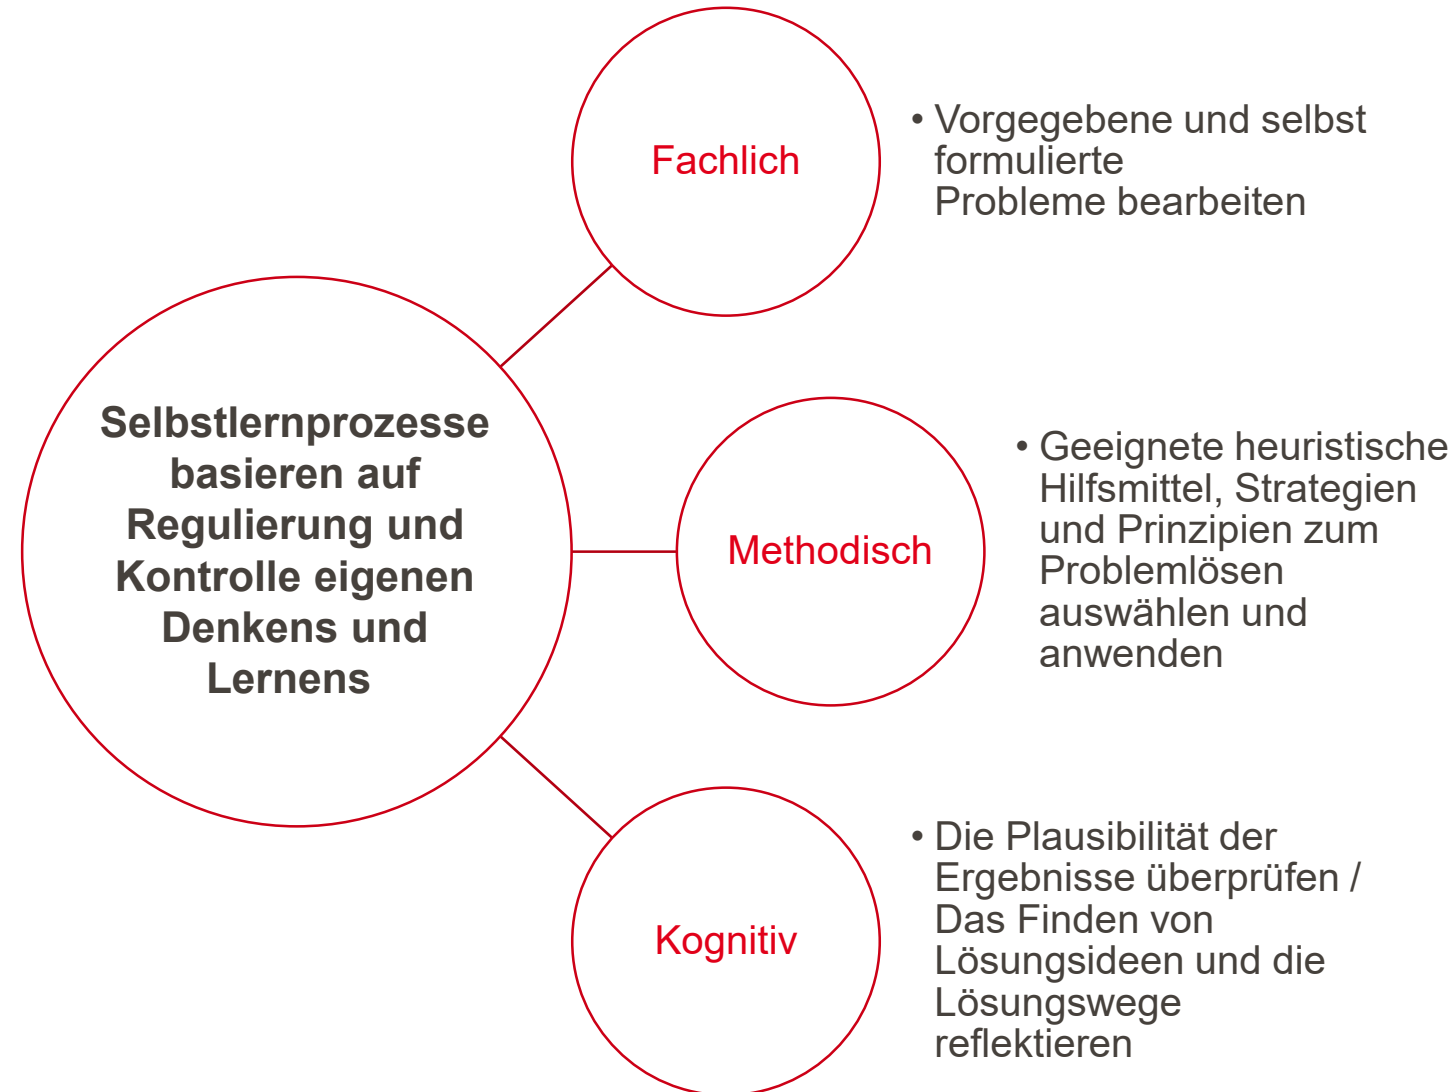 Fachlich
• Vorgegebene und selbst
formulierte
Probleme bearbeiten
Selbstlernprozesse
basieren auf
Regulierung und
Kontrolle eigenen
Denkens und
Lernens
Methodisch
• Geeignete heuristische
Hilfsmittel, Strategien
und Prinzipien zum
Problemlösen
auswählen und
anwenden
Kognitiv
• Die Plausibilität der
Ergebnisse überprüfen /
Das Finden von
Lösungsideen und die
Lösungswege
reflektieren